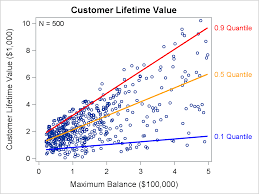 Customer Lifetime Value
N = 500
0.9 Quantile
0.5 Quantile
0.1 Quantile
Customer Lifetime Value ($1,000)
10
8
6
4
2
0
1
2
3
4
5
Maximum Balance ($100,000)